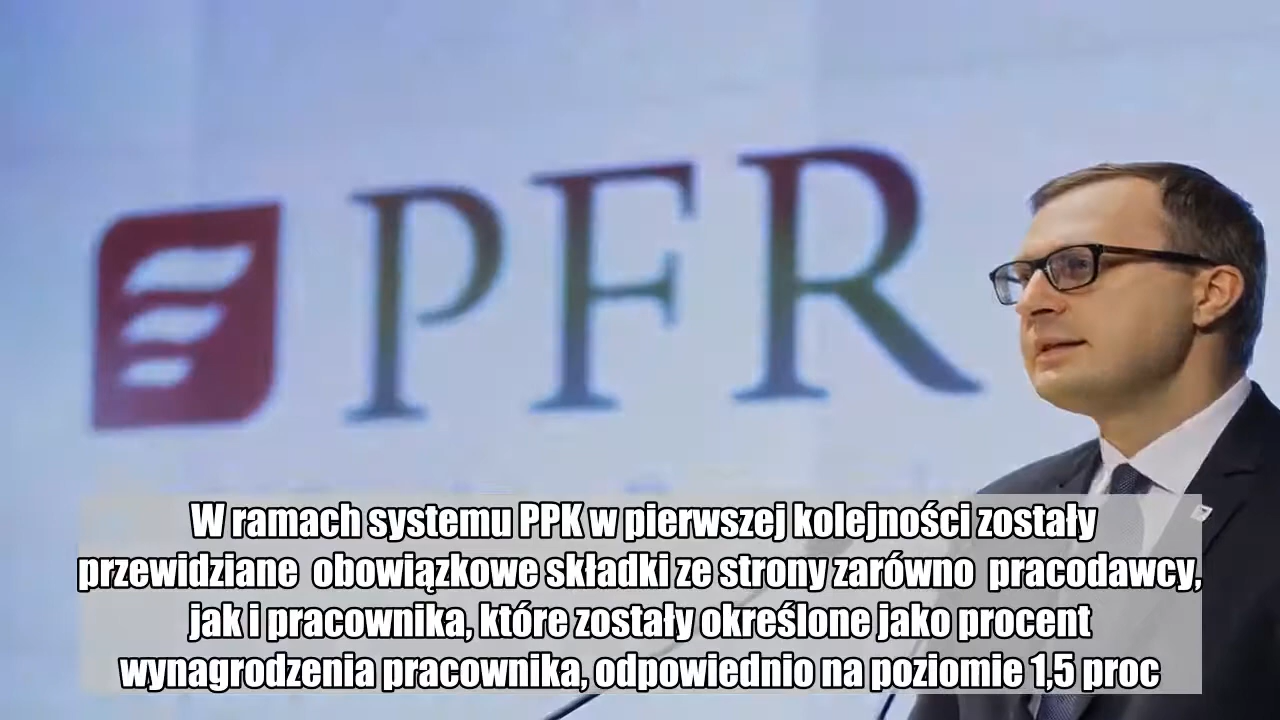 PFR
W ramach systemu PPK w pierwszej kolejności zostały
przewidziane obowiązkowe składki ze strony zarówno pracodawcy,
jak i pracownika, które zostały określone jako procent
wynagrodzenia pracownika, odpowiednio na poziomie 1,5 proc